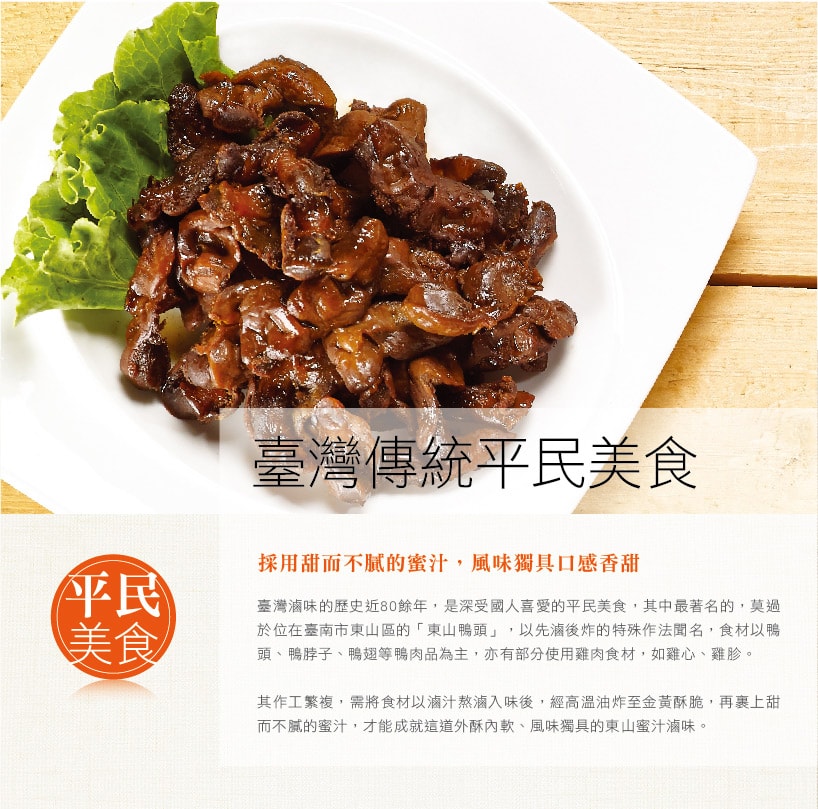 臺灣傳統平民美食
平民
美食
採用甜而不膩的蜜汁，風味獨具口感香甜
臺灣滷味的歷史近80餘年，是深受國人喜愛的平民美食，其中最著名的，莫過
於位在臺南市東山區的「東山鴨頭」，以先滷後炸的特殊作法聞名，食材以鴨
頭、鴨脖子、鴨翅等鴨肉品為主，亦有部分使用雞肉食材，如雞心、雞胗。
其作工繁複，需將食材以滷汁熬滷入味後，經高溫油炸至金黃酥脆，再裹上甜
而不膩的蜜汁，才能成就這道外酥內軟、風味獨具的東山蜜汁滷味。